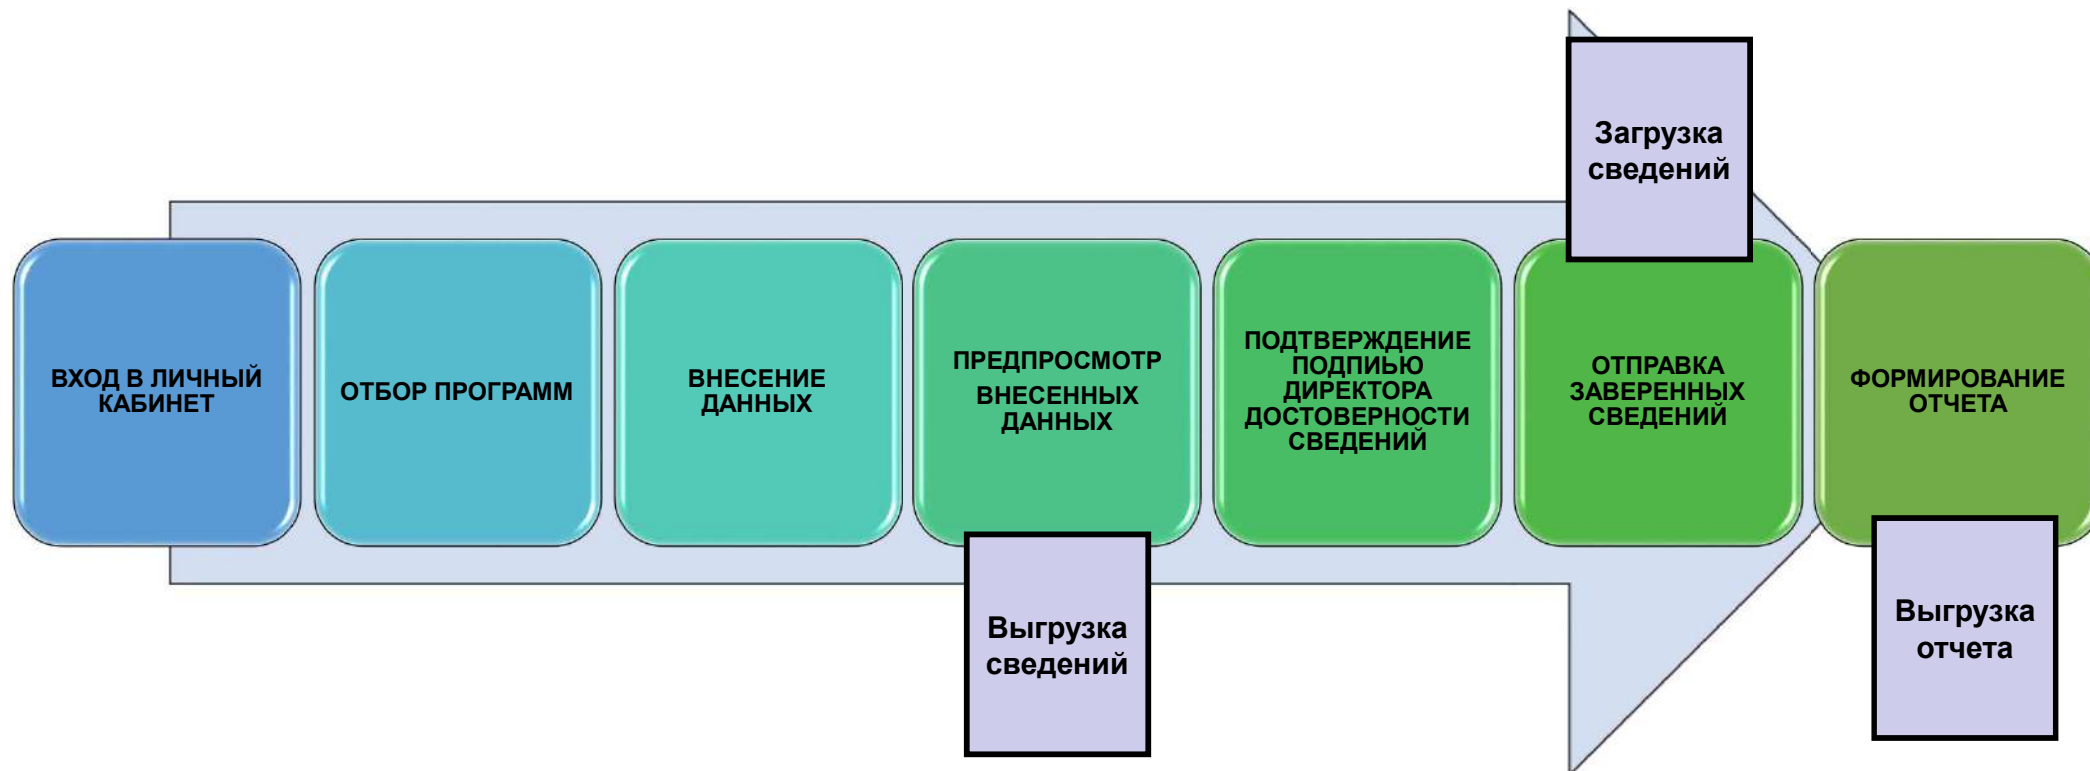 Загрузка
сведений
ВХОД В ЛИЧНЫЙ
КАБИНЕТ
ОТБОР ПРОГРАММ
ВНЕСЕНИЕ
ДАННЫХ
ПРЕДПРОСМОТР
ВНЕСЕННЫХ
ДАННЫХ
ПОДТВЕРЖДЕНИЕ
ПОДПИЬЮ
ДИРЕКТОРА
ДОСТОВЕРНОСТИ
СВЕДЕНИЙ
ОТПРАВКА
ЗАВЕРЕННЫХ
СВЕДЕНИЙ
ФОРМИРОВАНИЕ
ОТЧЕТА
Выгрузка
сведений
Выгрузка
отчета